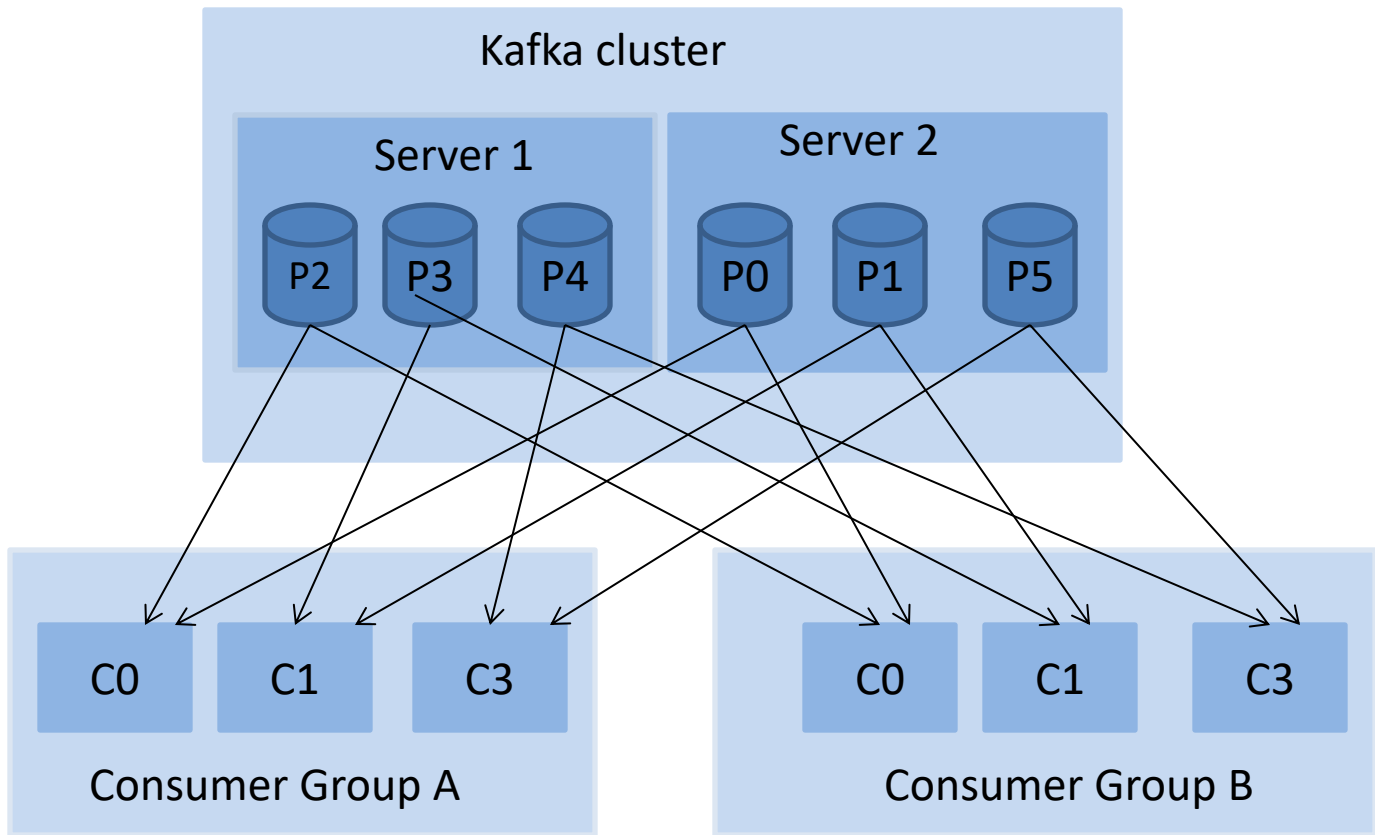 Kafka cluster
Server 1
Server 2
P2
P3
P4
P0
P1
P5
C0
C1
C3
C0
C1
C3
Consumer Group A
Consumer Group B